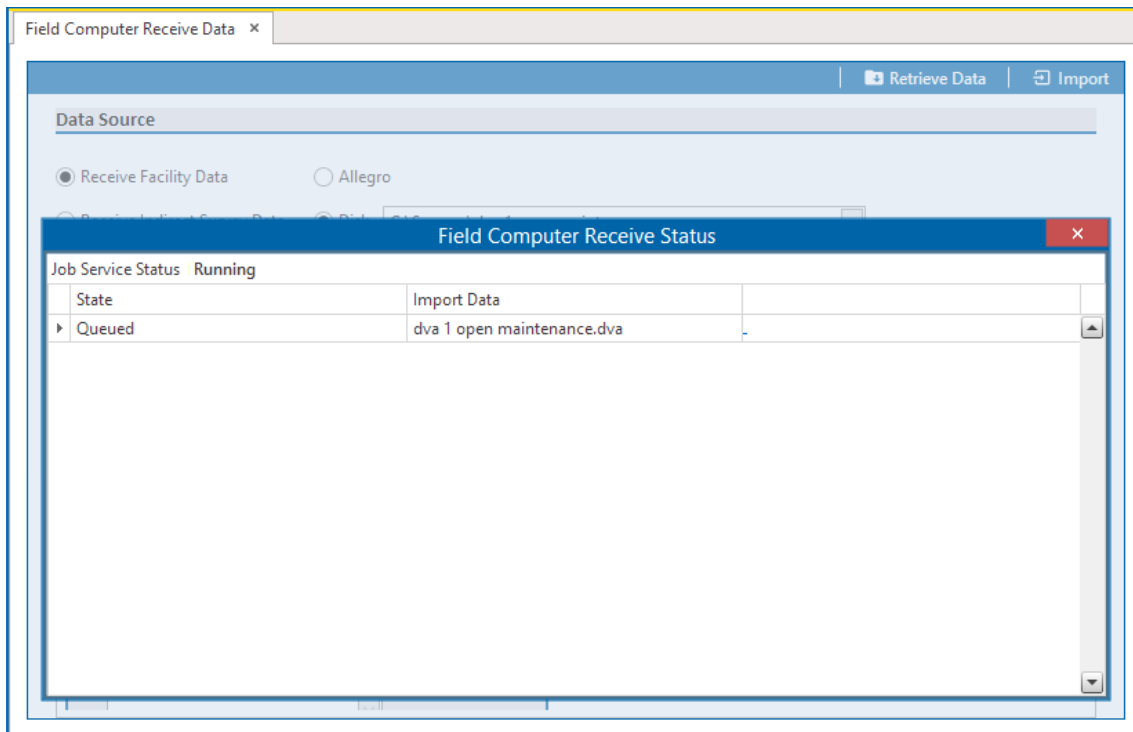 Field Computer Receive Data ×
Retrieve Data Import
Data Source
Receive Facility Data Allegro
Field Computer Receive Status
Job Service Status Running
State Import Data
Queued dva 1 open maintenance.dva